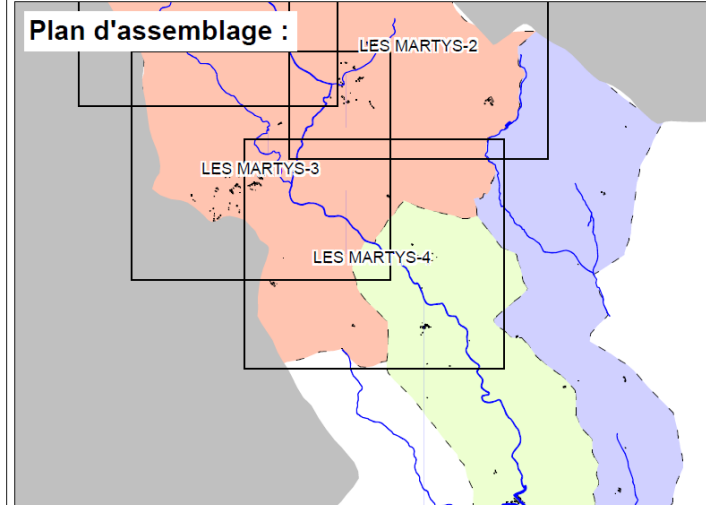 Plan d'assemblage :
LES MARTYS-2
LES MARTYS-3
LES MARTYS-4